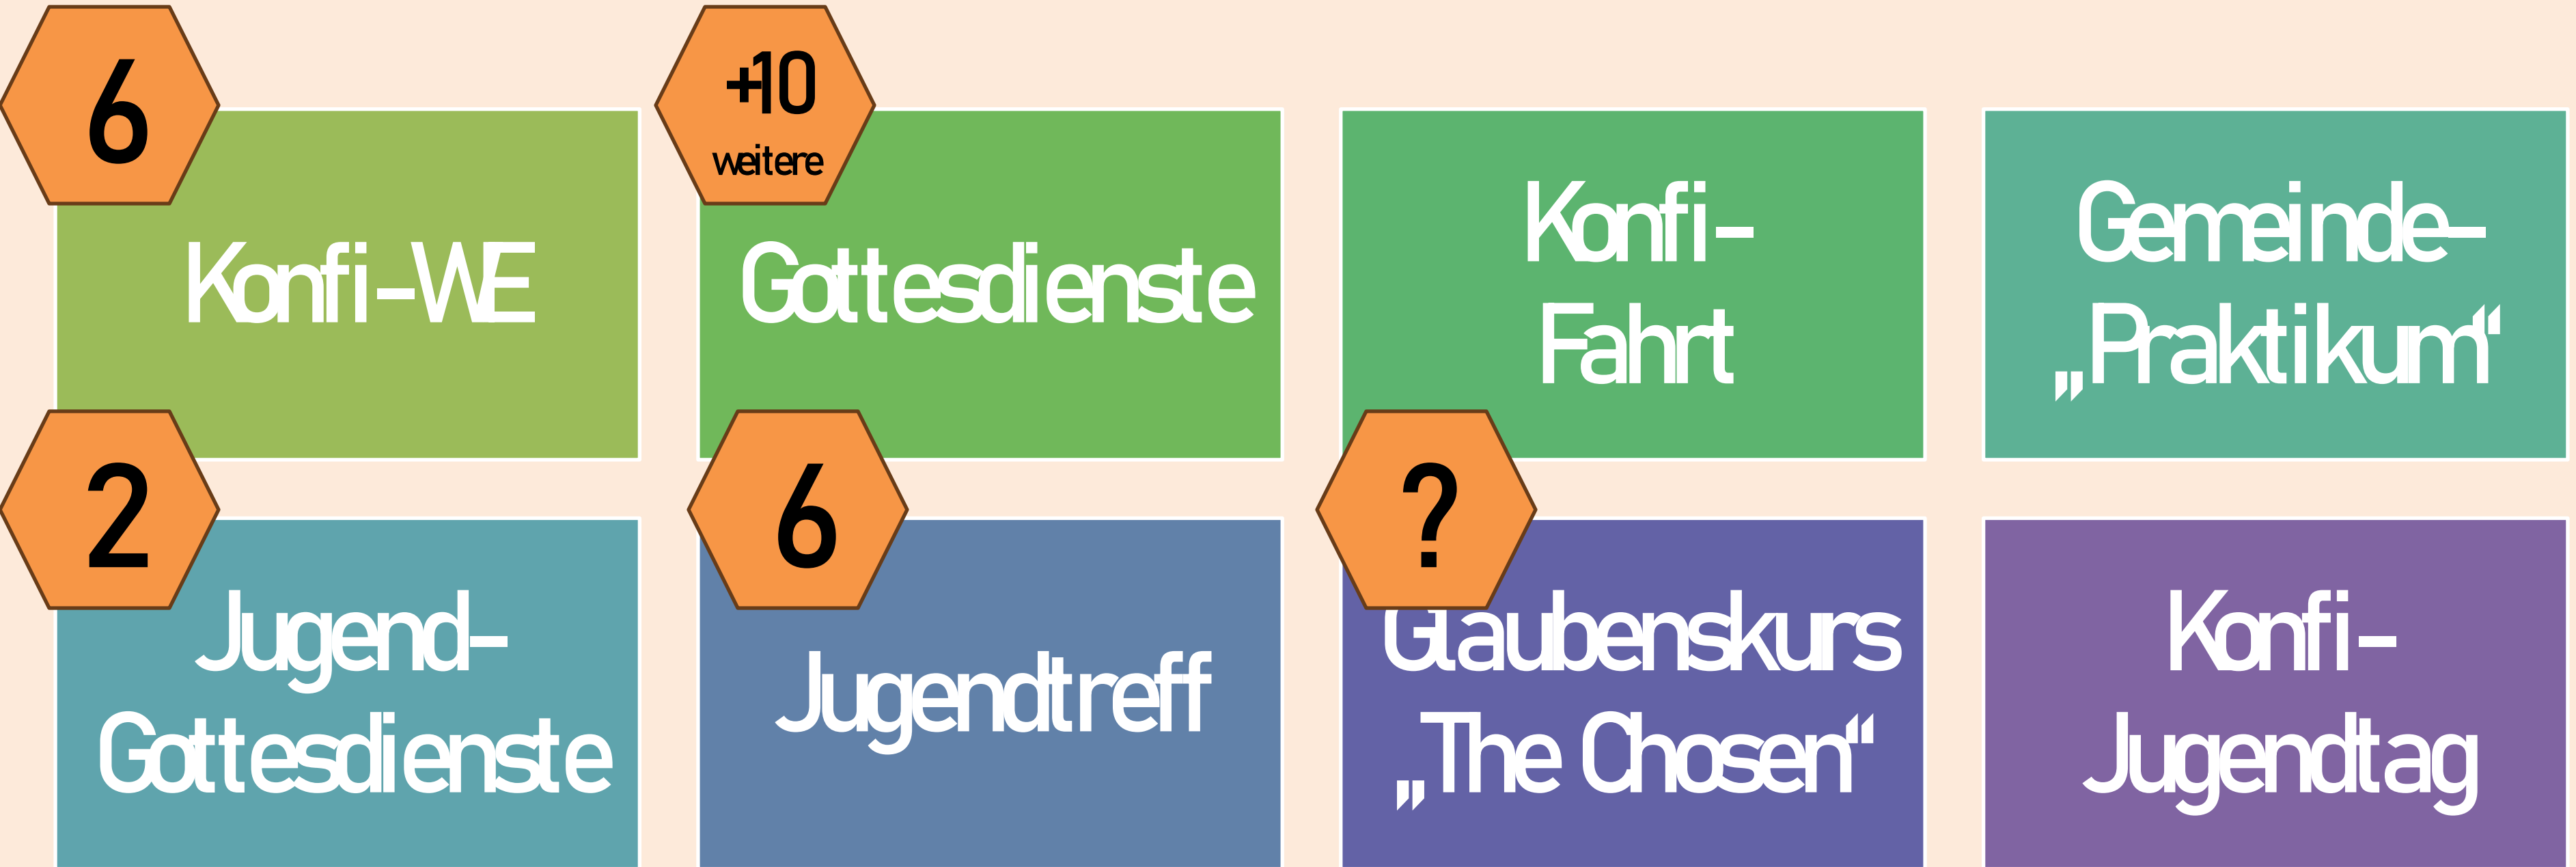 6
Konfi-WE
+10
weitere
Gottesdienste
Konfi-
Fahrt
Gemeinde-
„Praktikum“
2
Jugend-
Gottesdienste
6
Jugendtreff
?
Glaubenskurs
„The Chosen“
Konfi-
Jugendtag